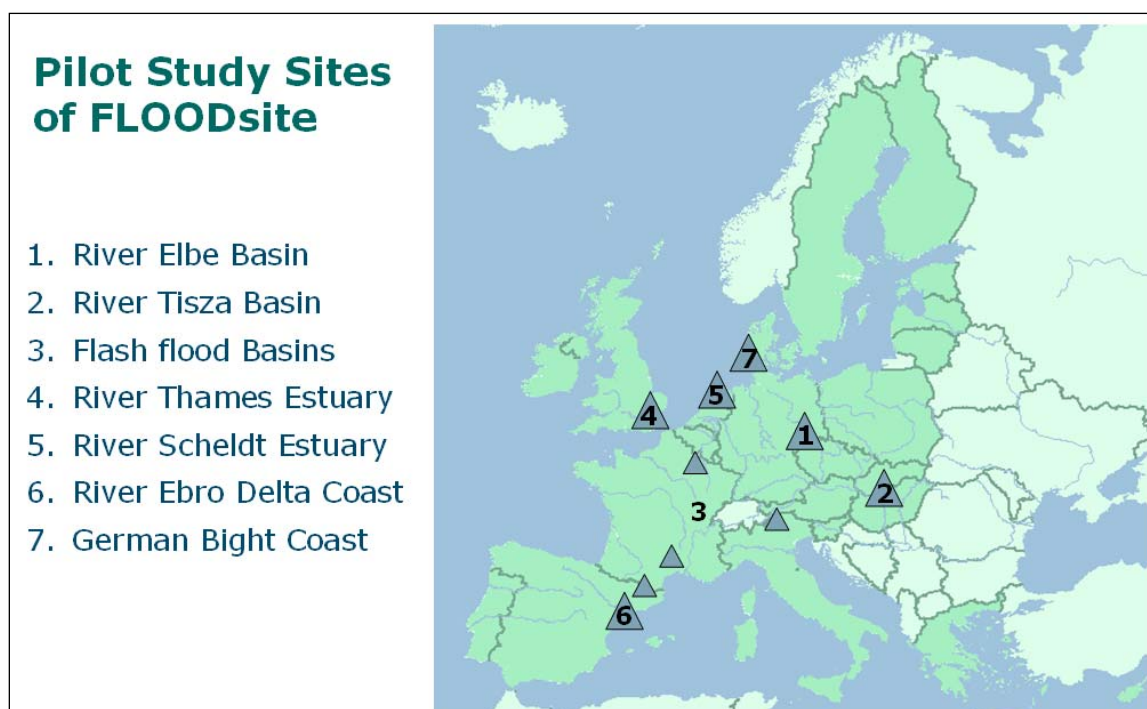 Pilot Study Sites
of FLOODsite
1. River Elbe Basin
2. River Tisza Basin
3. Flash flood Basins
4. River Thames Estuary
5. River Scheldt Estuary
6. River Ebro Delta Coast
7. German Bight Coast
7
5
4
1
2
3
6